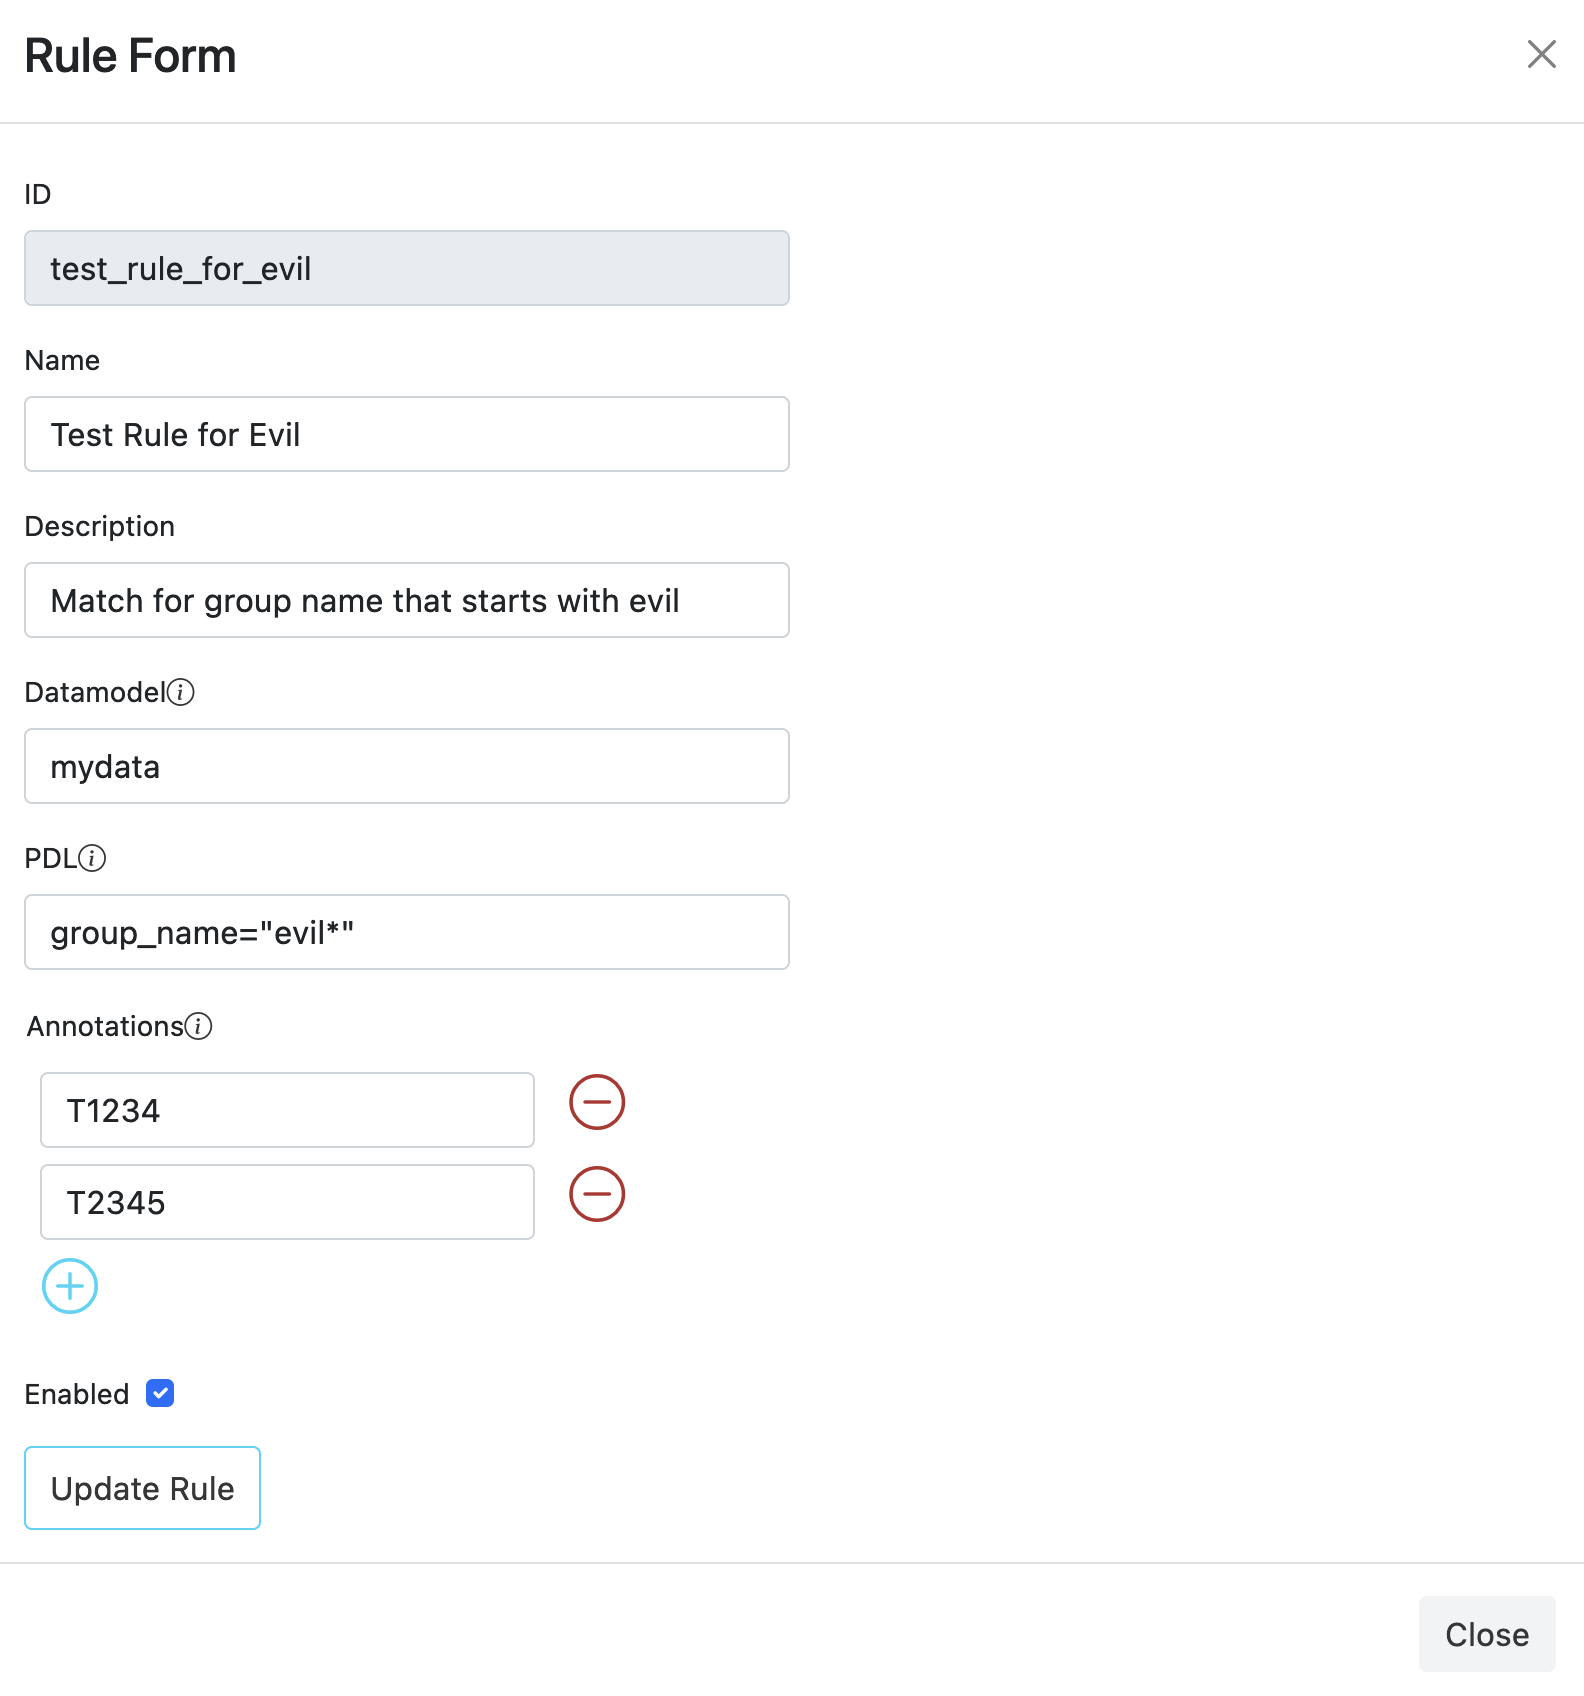 Rule Form
ID
test_rule_for_evil
Name
Test Rule for Evil
Description
Match for group name that starts with evil
Datamodel
mydata
PDL
group_name="evil*"
Annotations
T1234
T2345
Enabled
Update Rule
Close